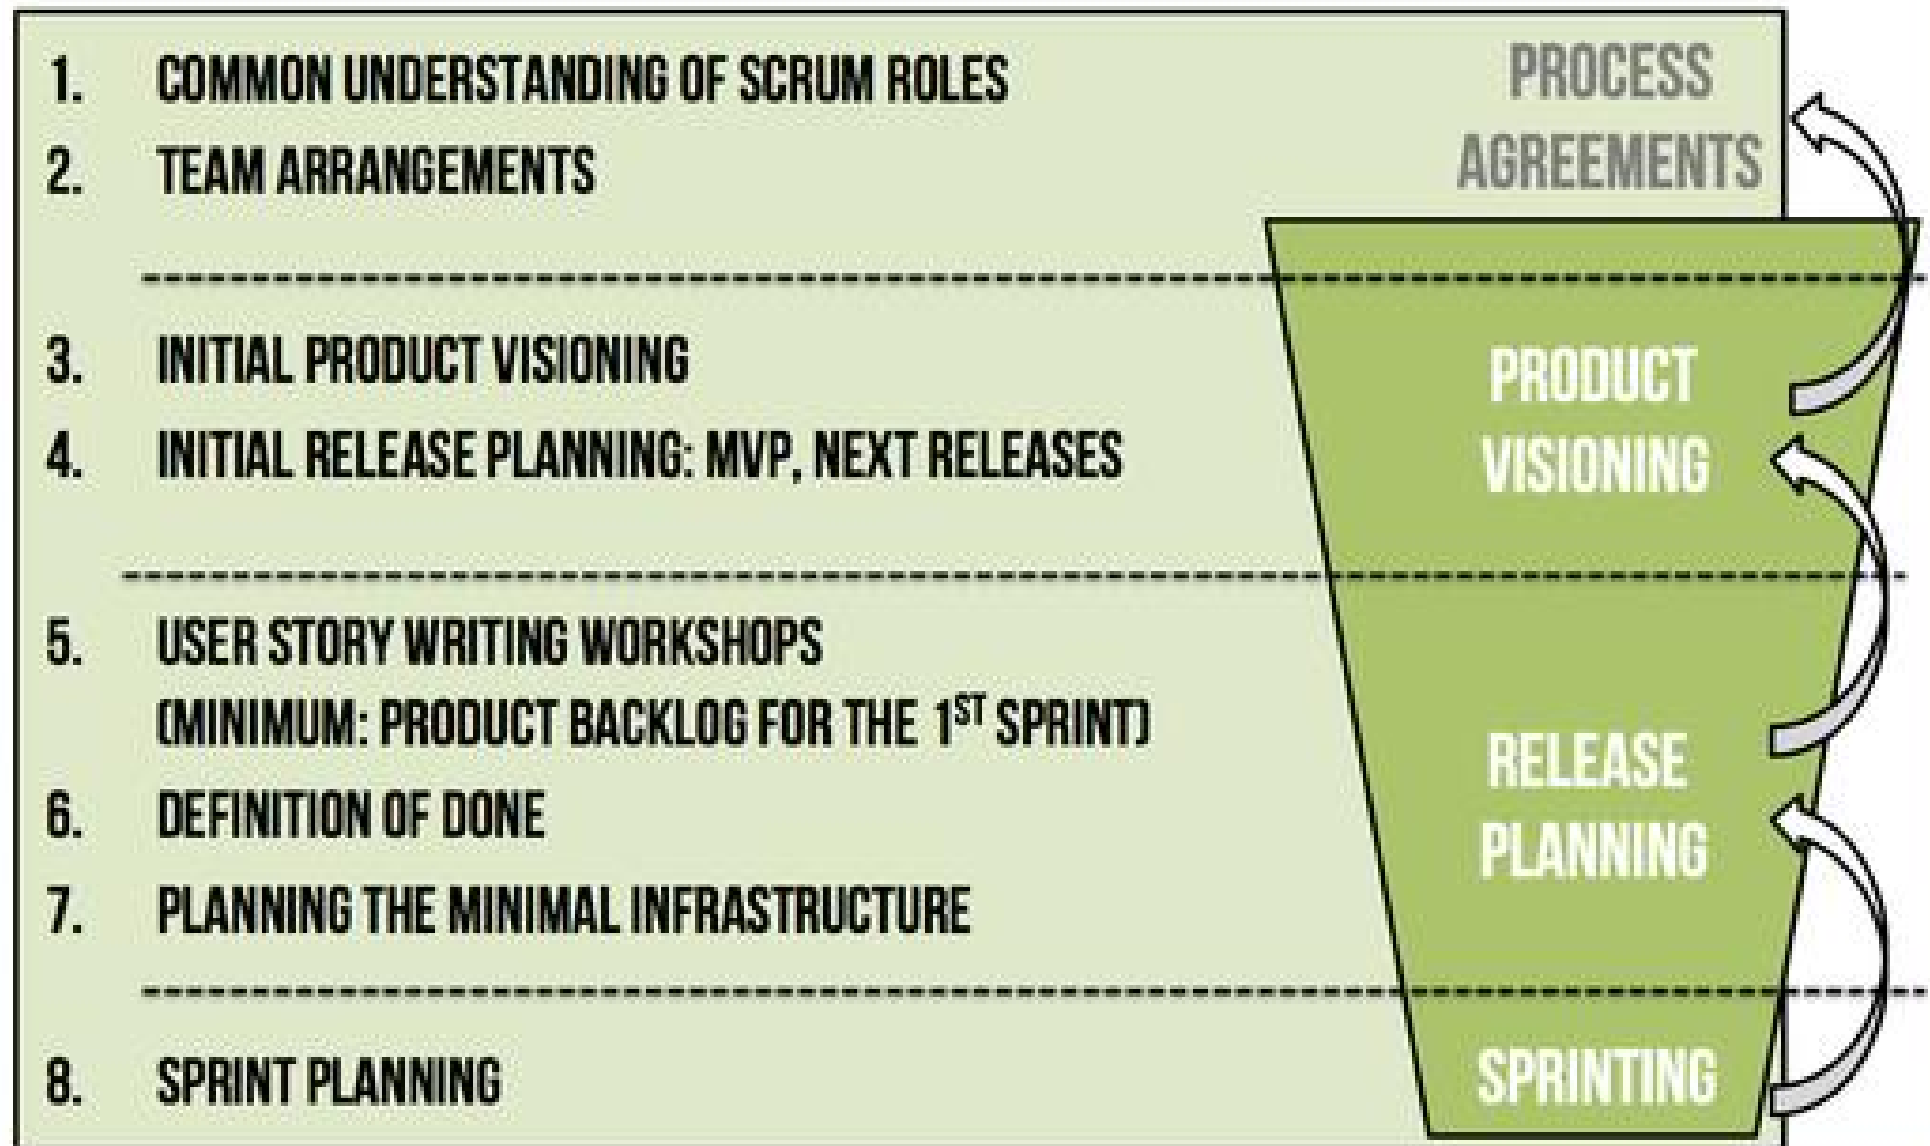 1. COMMON UNDERSTANDING OF SCRUM ROLES
2. TEAM ARRANGEMENTS
PROCESS
AGREEMENTS
3. INITIAL PRODUCT VISIONING
4. INITIAL RELEASE PLANNING: MVP, NEXT RELEASES
PRODUCT
VISIONING
5. USER STORY WRITING WORKSHOPS
(MINIMUM: PRODUCT BACKLOG FOR THE 1ST SPRINT)
6. DEFINITION OF DONE
7. PLANNING THE MINIMAL INFRASTRUCTURE
RELEASE
PLANNING
8. SPRINT PLANNING
SPRINTING